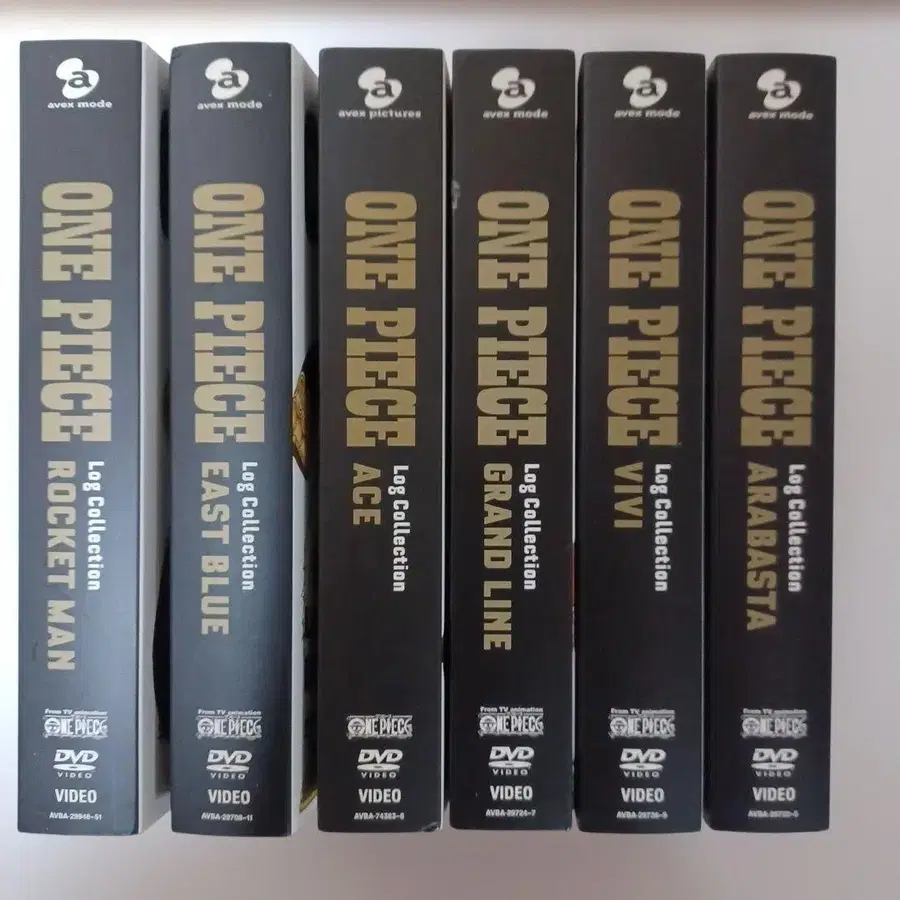 a
avex mode
ONE PIECE
Log Collection
ROCKET MAN
From TV animation
ONE PIECE
DVD
VIDEO
VIDEO
a
avex mode
ONE PIECE
Log Collection
EAST BLUE
From TV animation
ONE PIECE
DVD
VIDEO
VIDEO
a
avex pictures
ONE PIECE
Log Collection
ACE
ONE PIECE
DVD
VIDEO
VIDEO
a
avex mode
ONE PIECE
Log Collection
GRAND LINE
From TV animation
ONE PIECE
DVD
VIDEO
VIDEO
AVBA-29724~7
a
avex mode
ONE PIECE
Log Collection
VIVI
From TV animation
ONE PIECE
DVD
VIDEO
VIDEO
a
avex mode
ONE PIECE
Log Collection
ARABASTA
From TV animation
ONE PIECE
DVD
VIDEO
VIDEO